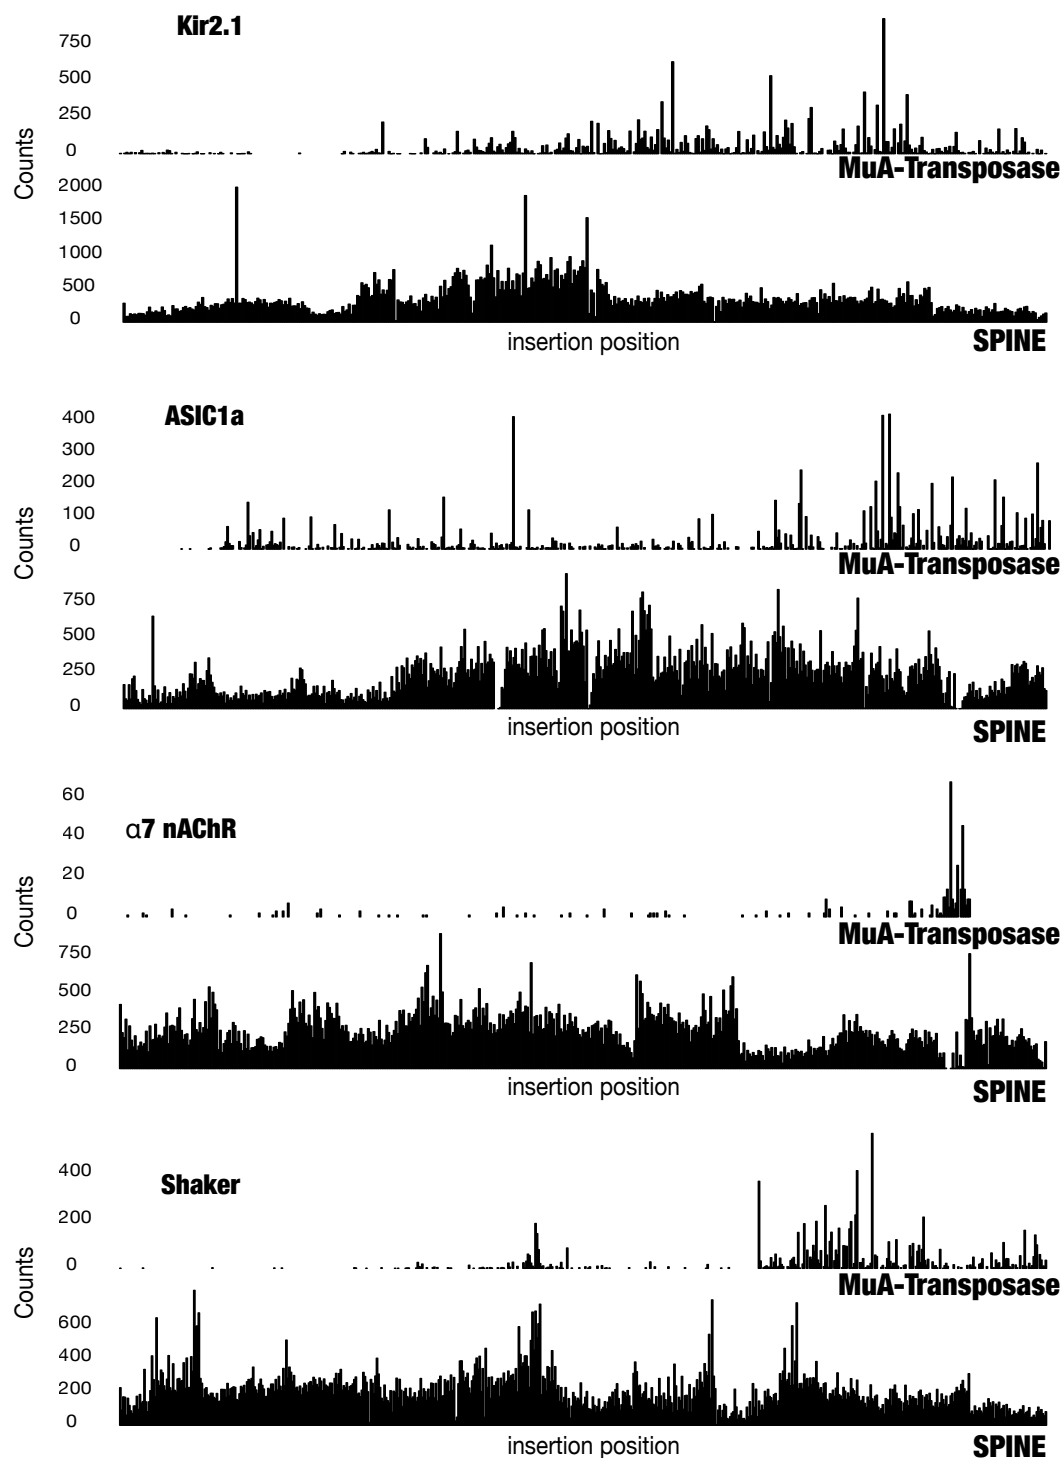 Kir2.1
750
500
250
0
Counts
MuA-Transposase
2000
1500
1000
500
0
insertion position
SPINE
ASIC1a
400
300
200
100
0
Counts
MuA-Transposase
750
500
250
0
insertion position
SPINE
60
α7 nAChR
40
20
0
Counts
MuA-Transposase
750
500
250
0
insertion position
SPINE
400
Shaker
200
0
Counts
MuA-Transposase
600
400
200
0
insertion position
SPINE